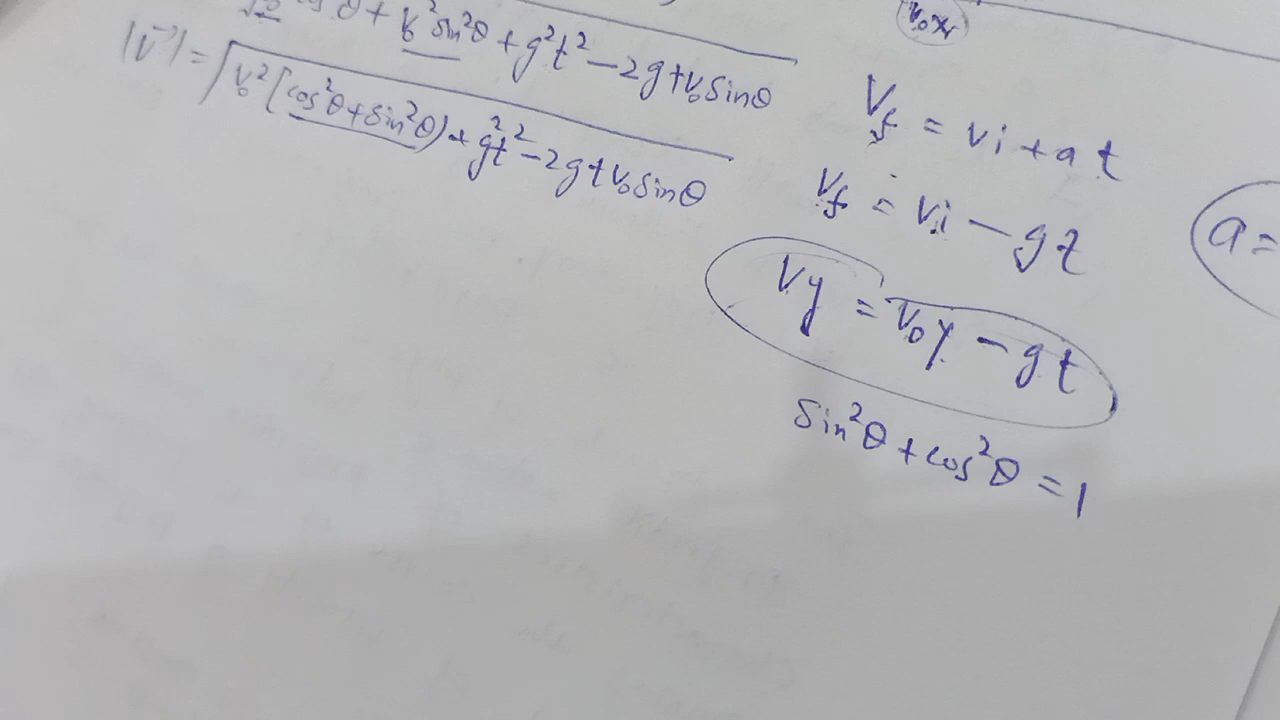 cos²θ + v₀²sin²θ + g²t² - 2gtv₀sinθ
|v⃗| = √v₀²(cos²θ + sin²θ) + g²t² - 2gtv₀sinθ
v₀x
Vf = vi + at
Vf = Vi - gt
Vy = V₀y - gt
sin²θ + cos²θ = 1
a =